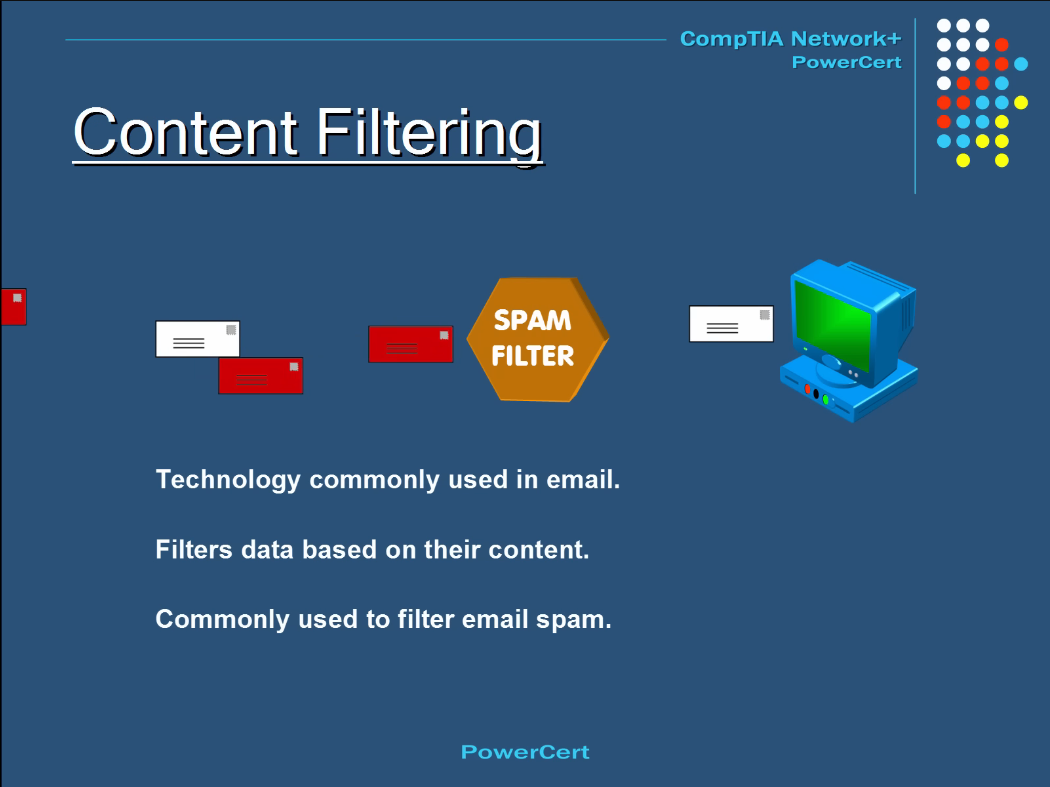 CompTIA Network+
PowerCert
Content Filtering
SPAM
FILTER
Technology commonly used in email.
Filters data based on their content.
Commonly used to filter email spam.
PowerCert